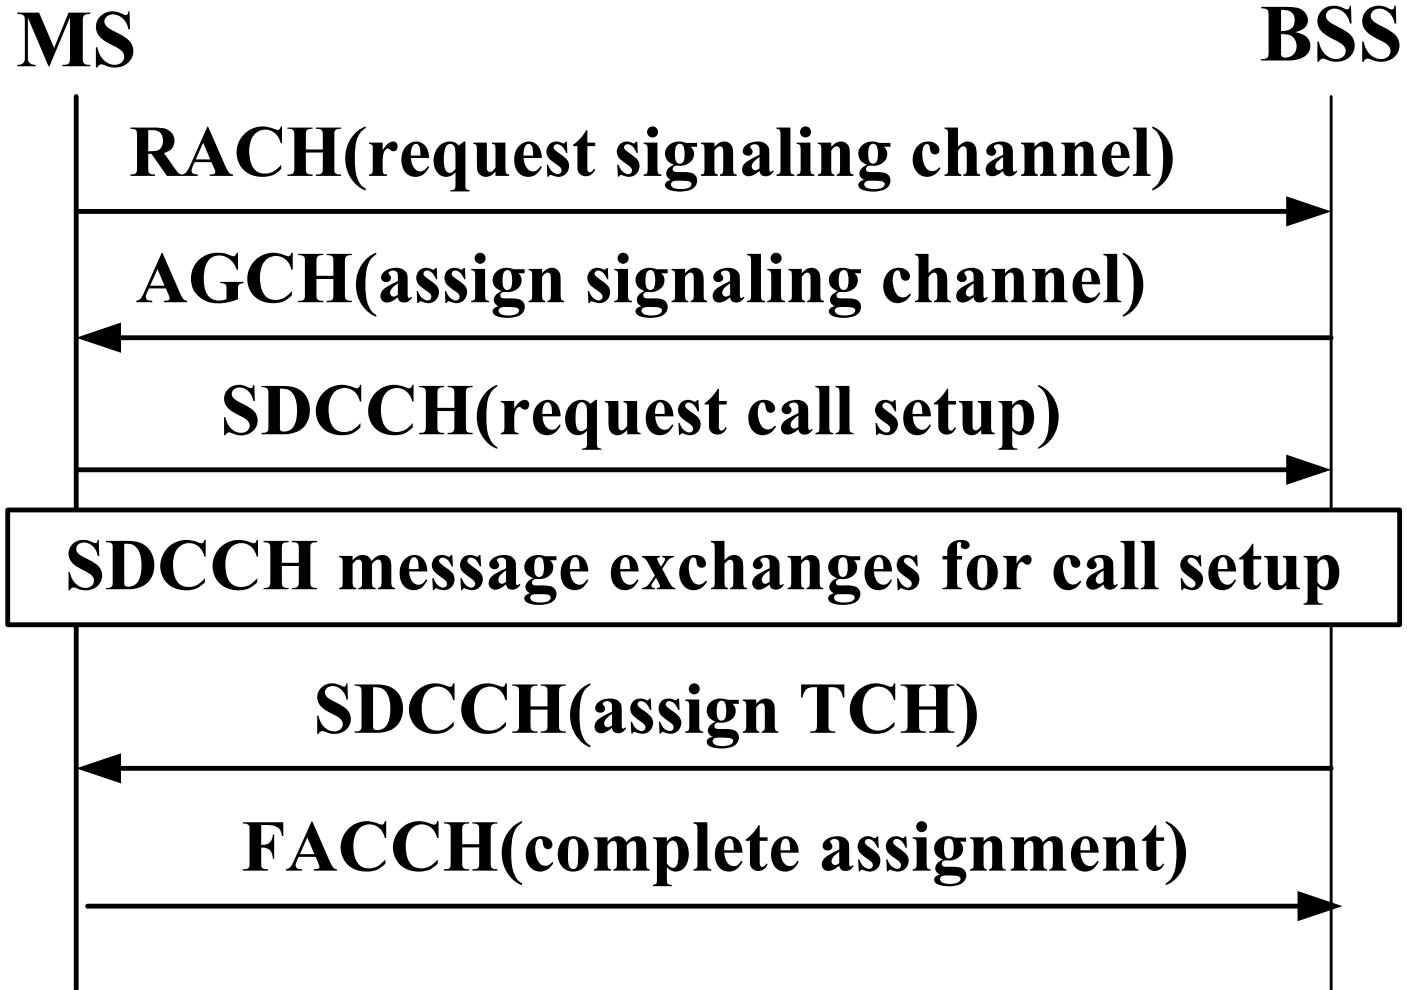 MS
BSS
RACH(request signaling channel)
AGCH(assign signaling channel)
SDCCH(request call setup)
SDCCH message exchanges for call setup
SDCCH(assign TCH)
FACCH(complete assignment)